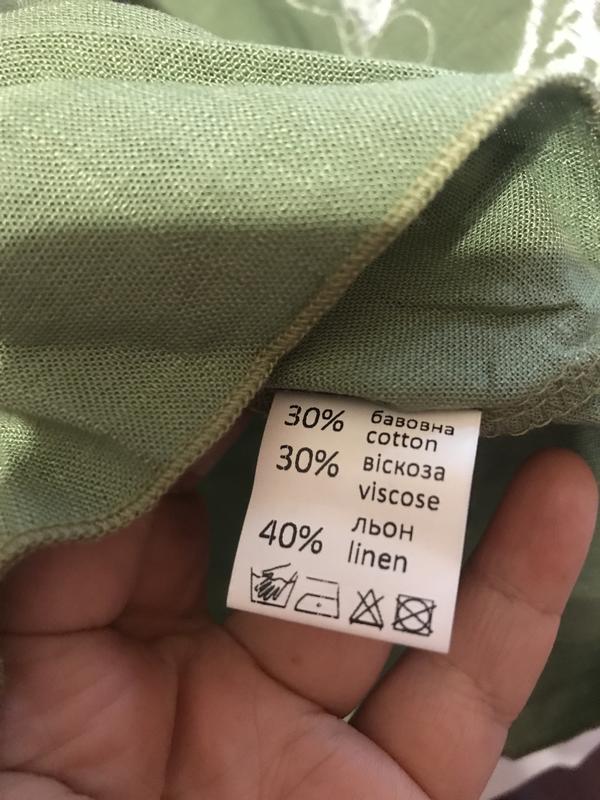 30% бавовна
cotton
30% віскоза
viscose
40% льон
linen